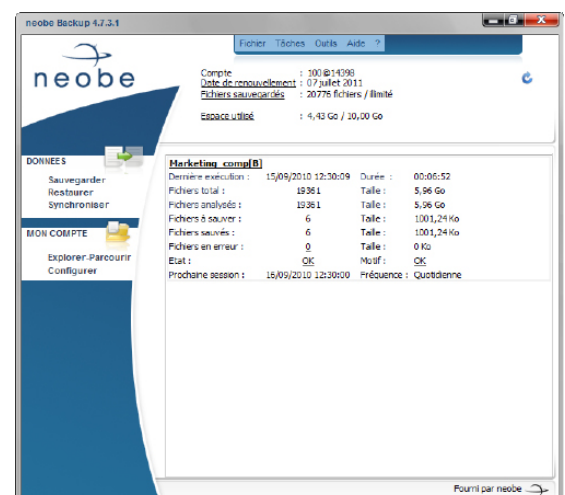 neobe Backup 4.7.3.1
Fichier Tâches Outils Aide ?
neobe
Compte : 100@14398
Date de renouvellement : 07 juillet 2011
Fichiers sauvegardés : 20776 fichiers / illimité
Espace utilisé : 4,43 Go / 10,00 Go
DONNEES
Sauvegarder
Restaurer
Synchroniser
MON COMPTE
Explorer-Parcourir
Configurer
Marketing_comp[B]
Dernière exécution : 15/09/2010 12:30:09 Durée : 00:06:52
Fichiers total : 19361 Taille : 5,96 Go
Fichiers analysés : 19361 Taille : 5,96 Go
Fichiers à sauver : 6 Taille : 1001,24 Ko
Fichiers sauvés : 6 Taille : 1001,24 Ko
Fichiers en erreur : 0 Taille : 0 Ko
Etat : OK Motif : OK
Prochaine session : 16/09/2010 12:30:00 Fréquence : Quotidienne
Fourni par neobe